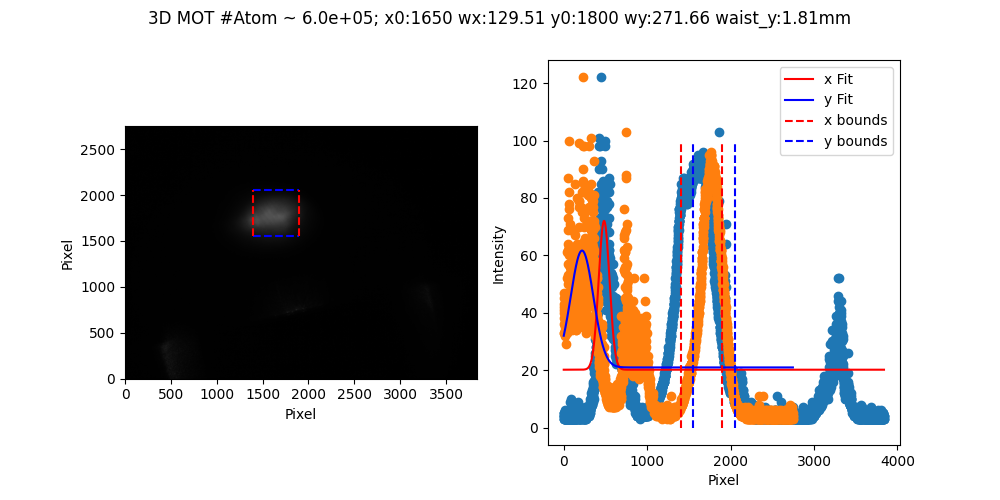 3D MOT #Atom ~ 6.0e+05; x0:1650 wx:129.51 y0:1800 wy:271.66 waist_y:1.81mm
2500
2000
1500
1000
500
0
Pixel
0 500 1000 1500 2000 2500 3000 3500
Pixel
120
100
80
60
40
20
0
Intensity
0 1000 2000 3000 4000
Pixel
x Fit
y Fit
x bounds
y bounds